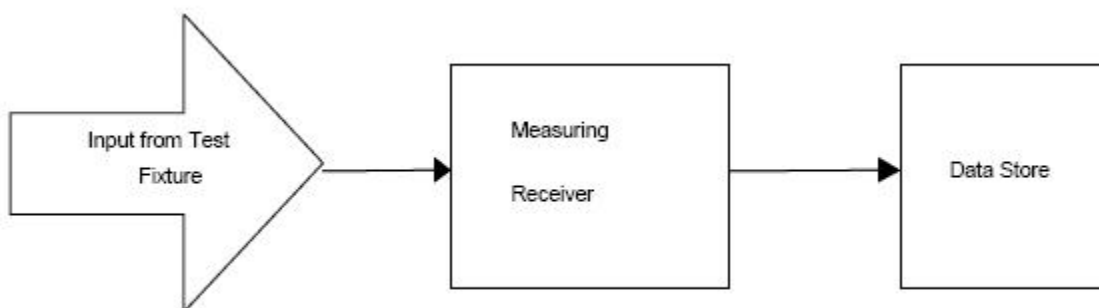 Input from Test
Fixture
Measuring
Receiver
Data Store